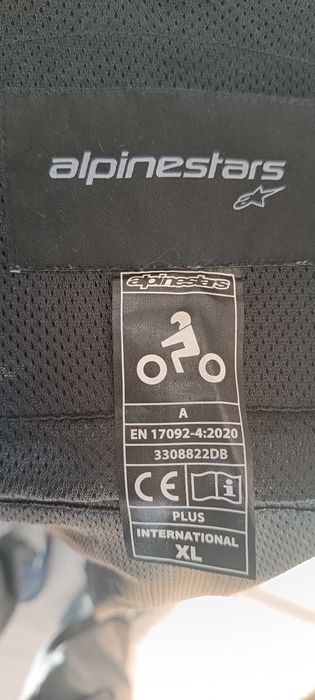 alpinestars
alpinestars
A
EN 17092-4:2020
3308822DB
CE i
PLUS
INTERNATIONAL
XL